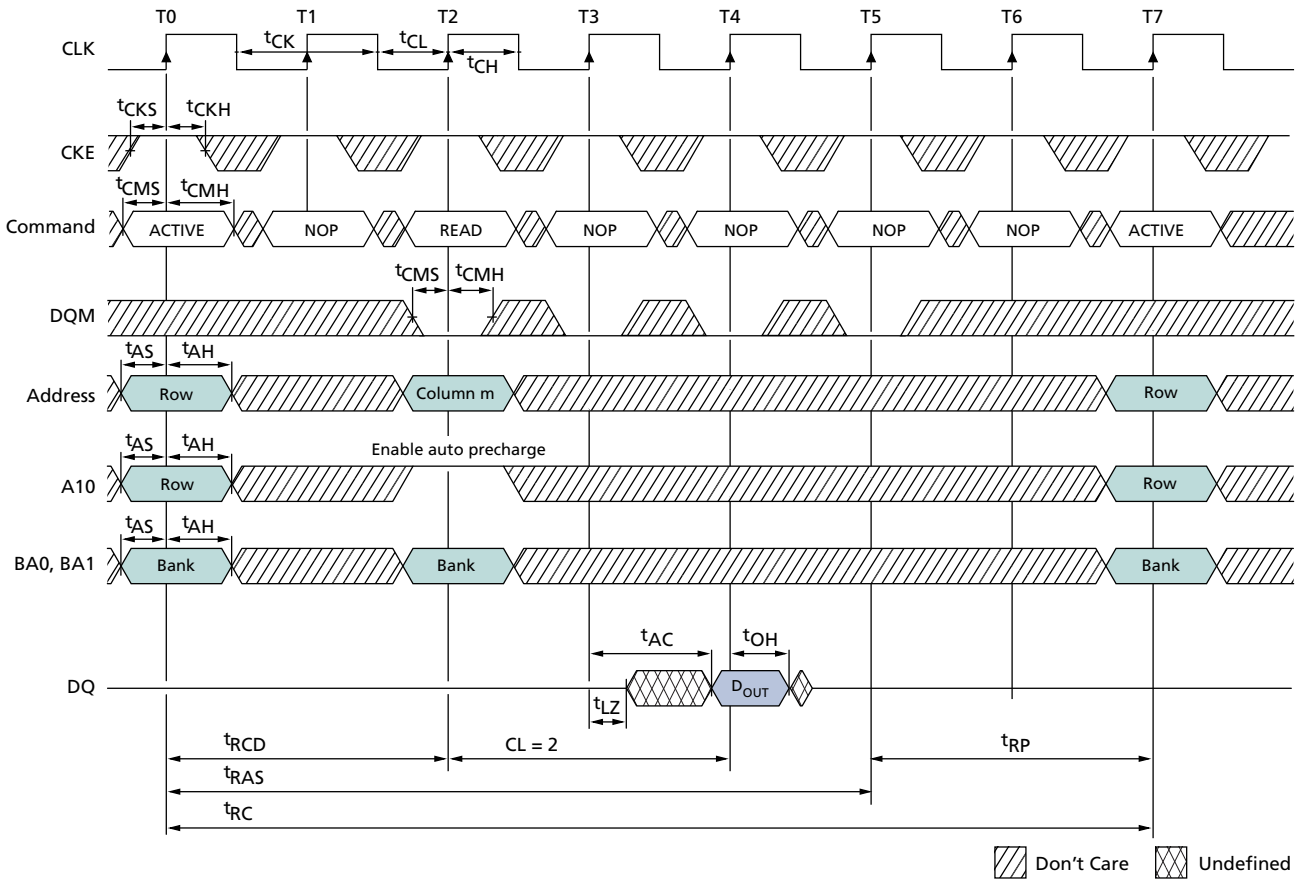 T0 T1 T2 T3 T4 T5 T6 T7
CLK tCK tCL tCH
tCKS tCKH
CKE
tCMS tCMH
Command ACTIVE NOP READ NOP NOP NOP NOP ACTIVE
tCMS tCMH
DQM
tAS tAH
Address Row Column m Row
tAS tAH Enable auto precharge
A10 Row Row
tAS tAH
BA0, BA1 Bank Bank Bank
tAC tOH
DQ DOUT
tLZ
tRCD CL = 2 tRP
tRAS
tRC
Don't Care Undefined